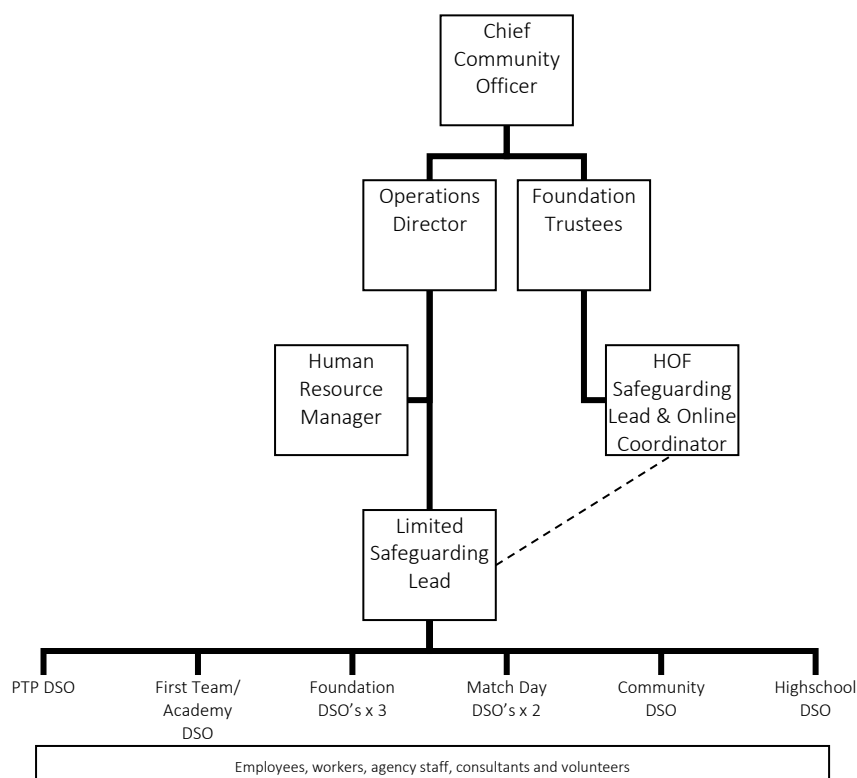 Chief
Community
Officer
Operations
Director
Foundation
Trustees
Human
Resource
Manager
HOF
Safeguarding
Lead & Online
Coordinator
Limited
Safeguarding
Lead
PTP DSO
First Team/
Academy
DSO
Foundation
DSO’s x 3
Match Day
DSO’s x 2
Community
DSO
Highschool
DSO
Employees, workers, agency staff, consultants and volunteers